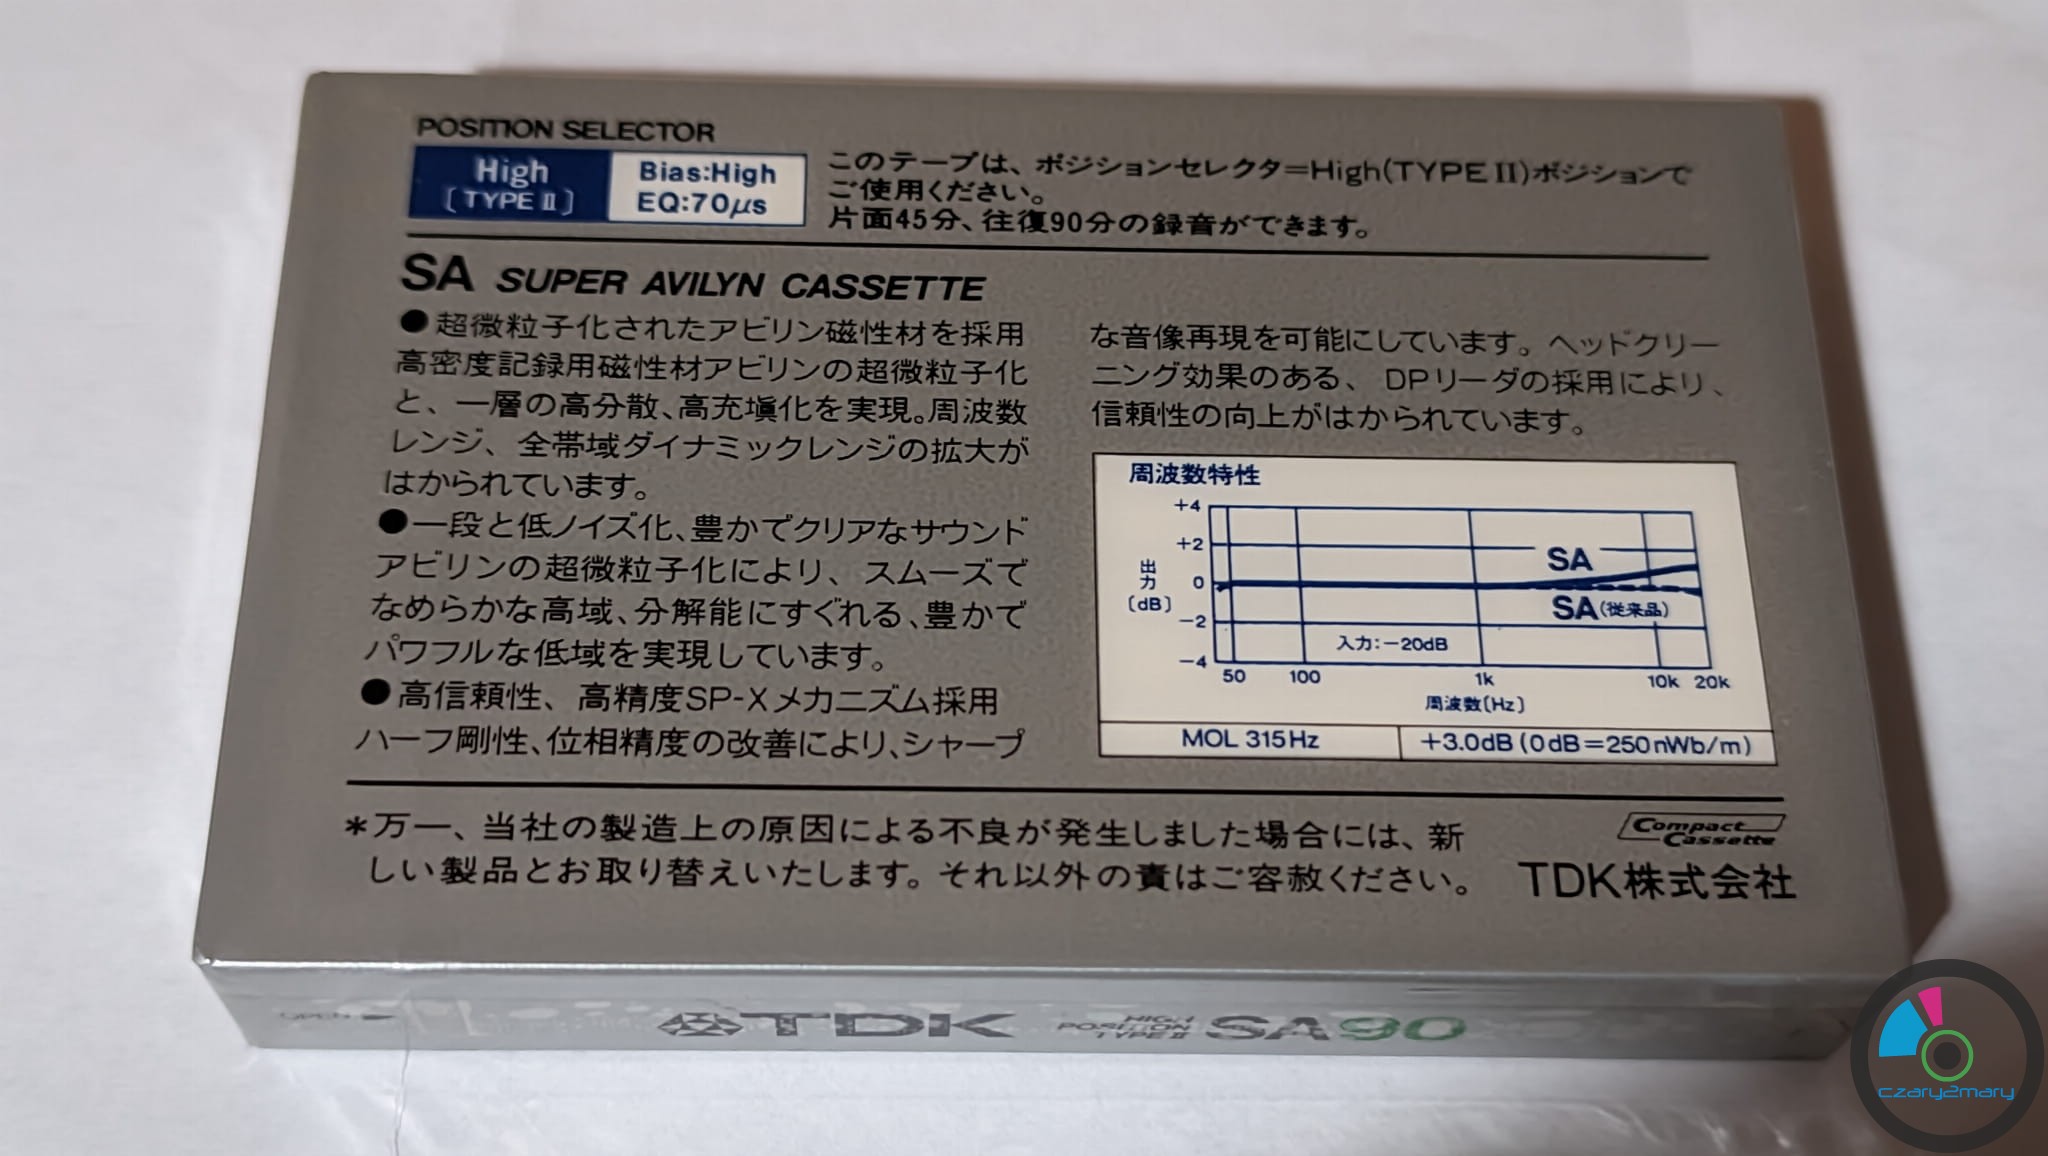 POSITION SELECTOR
High
〔TYPE II〕
Bias:High
EQ:70μs
このテープは、ポジションセレクタ=High(TYPE II)ポジションで
ご使用ください。
片面45分、往復90分の録音ができます。
SA SUPER AVILYN CASSETTE
●超微粒子化されたアビリン磁性材を採用
高密度記録用磁性材アビリンの超微粒子化
と、一層の高分散、高充塡化を実現。周波数
レンジ、全帯域ダイナミックレンジの拡大が
はかられています。
●一段と低ノイズ化、豊かでクリアなサウンド
アビリンの超微粒子化により、スムーズで
なめらかな高域、分解能にすぐれる、豊かで
パワフルな低域を実現しています。
●高信頼性、高精度SP-Xメカニズム採用
ハーフ剛性、位相精度の改善により、シャープ
な音像再現を可能にしています。ヘッドクリー
ニング効果のある、DPリーダの採用により、
信頼性の向上がはかられています。
周波数特性
+4
+2
0
-2
-4
出力
〔dB〕
SA
SA(従来品)
入力:-20dB
50 100 1k 10k 20k
周波数〔Hz〕
MOL 315Hz
+3.0dB (0dB=250nWb/m)
*万一、当社の製造上の原因による不良が発生しました場合には、新
しい製品とお取り替えいたします。それ以外の責はご容赦ください。
Compact
Cassette
TDK株式会社
OPEN
TDK
HIGH
POSITION
TYPE II
SA90
czary2mary